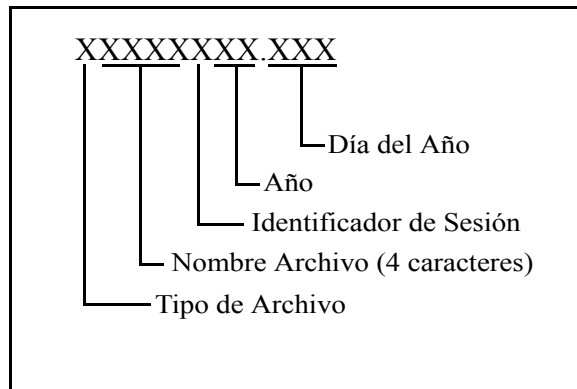 XXXXXXXX.XXX
Día del Año
Año
Identificador de Sesión
Nombre Archivo (4 caracteres)
Tipo de Archivo